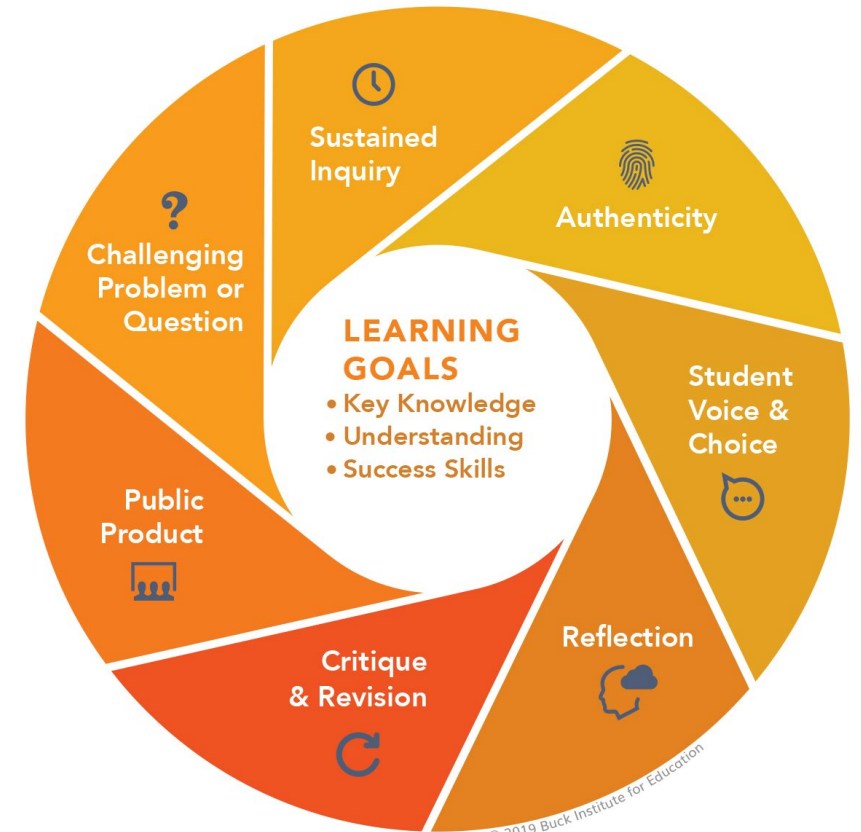 Sustained
Inquiry
Authenticity
?
Challenging
Problem or
Question
LEARNING
GOALS
• Key Knowledge
• Understanding
• Success Skills
Student
Voice &
Choice
Public
Product
Reflection
Critique
& Revision
© 2019 Buck Institute for Education